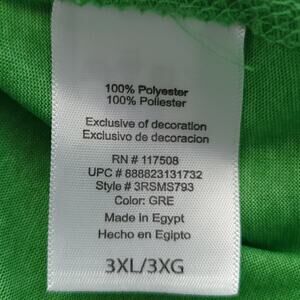 100% Polyester
100% Poliester
Exclusive of decoration
Exclusivo de decoracion
RN # 117508
UPC # 888823131732
Style # 3RSMS793
Color: GRE
Made in Egypt
Hecho en Egipto
3XL/3XG